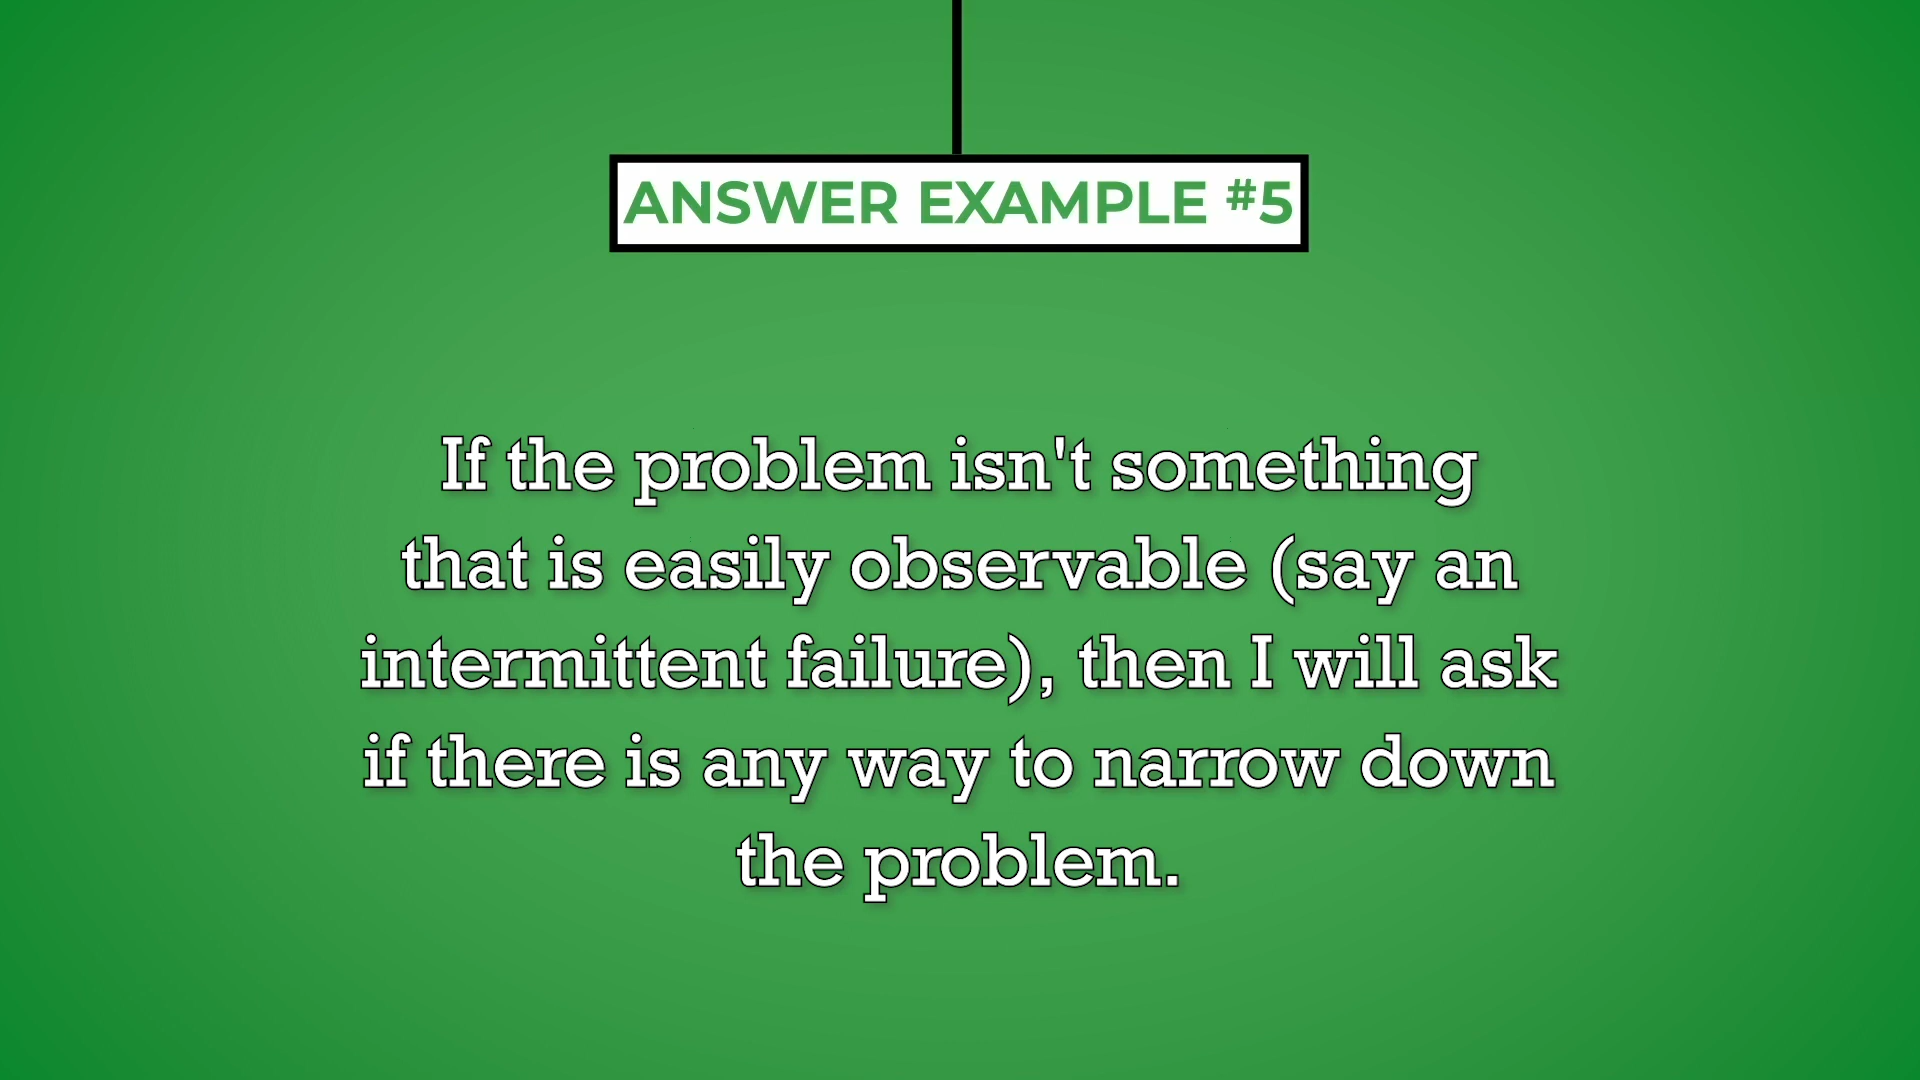 ANSWER EXAMPLE #5
If the problem isn't something
that is easily observable (say an
intermittent failure), then I will ask
if there is any way to narrow down
the problem.